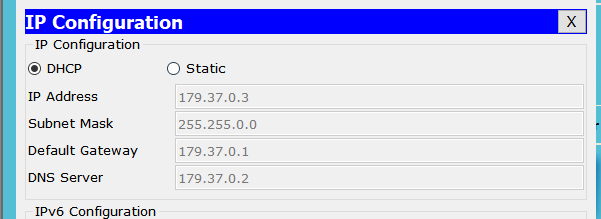 IP Configuration X
IP Configuration
DHCP Static
IP Address 179.37.0.3
Subnet Mask 255.255.0.0
Default Gateway 179.37.0.1
DNS Server 179.37.0.2
IPv6 Configuration